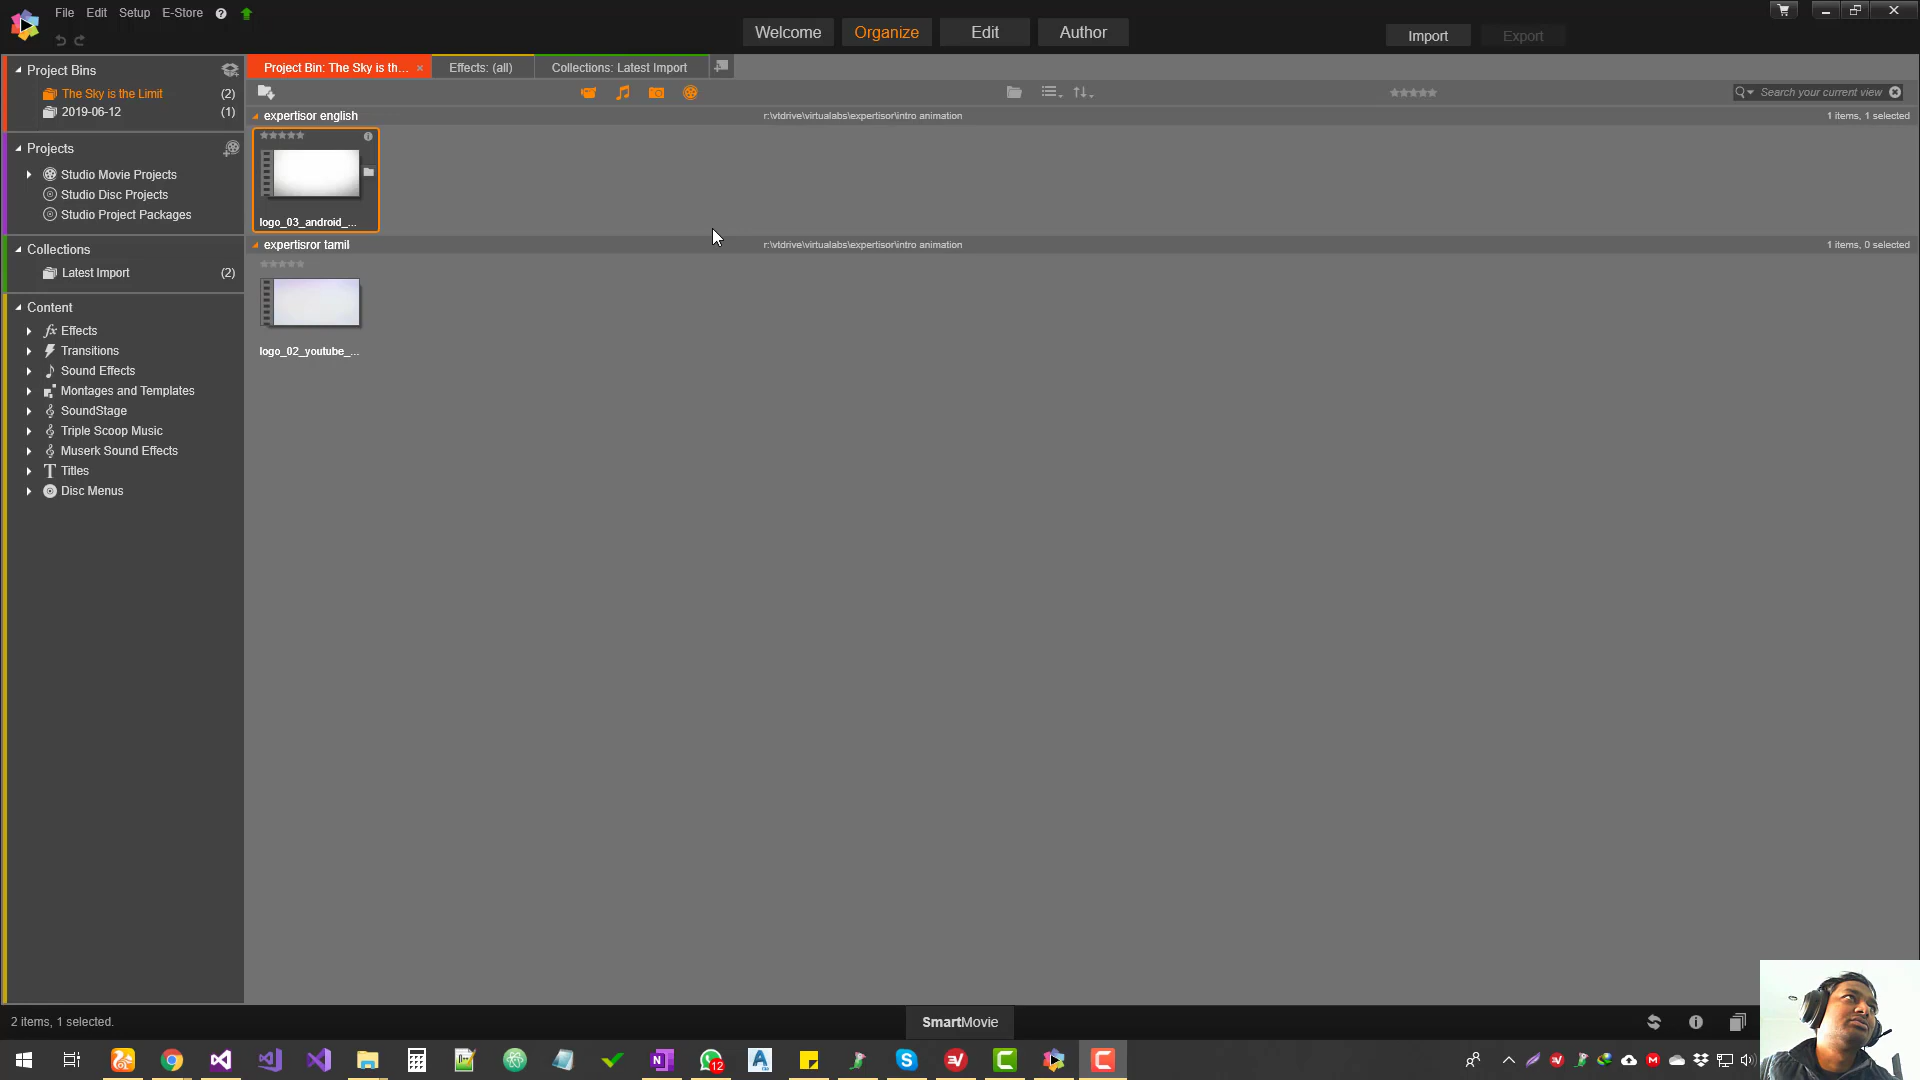 File Edit Setup E-Store
Welcome Organize Edit Author
Import Export
Project Bins
The Sky is the Limit (2)
2019-06-12 (1)
Projects
Studio Movie Projects
Studio Disc Projects
Studio Project Packages
Collections
Latest Import (2)
Content
fx Effects
Transitions
Sound Effects
Montages and Templates
SoundStage
Triple Scoop Music
Muserk Sound Effects
T Titles
Disc Menus
Project Bin: The Sky is th... × Effects: (all) Collections: Latest Import
Search your current view
expertisor english r:\vtdrive\virtualabs\expertisor\intro animation 1 items, 1 selected
logo_03_android_...
expertisror tamil r:\vtdrive\virtualabs\expertisor\intro animation 1 items, 0 selected
logo_02_youtube_...
2 items, 1 selected.
SmartMovie
12